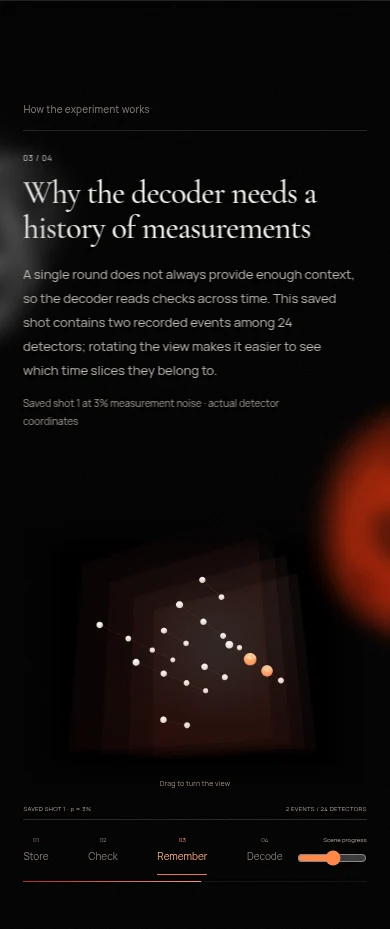 How the experiment works
03 / 04
Why the decoder needs a
history of measurements
A single round does not always provide enough context,
so the decoder reads checks across time. This saved
shot contains two recorded events among 24
detectors; rotating the view makes it easier to see
which time slices they belong to.
Saved shot 1 at 3% measurement noise · actual detector
coordinates
Drag to turn the view
SAVED SHOT 1 · p = 3%
2 EVENTS / 24 DETECTORS
01
02
03
04
Scene progress
Store
Check
Remember
Decode